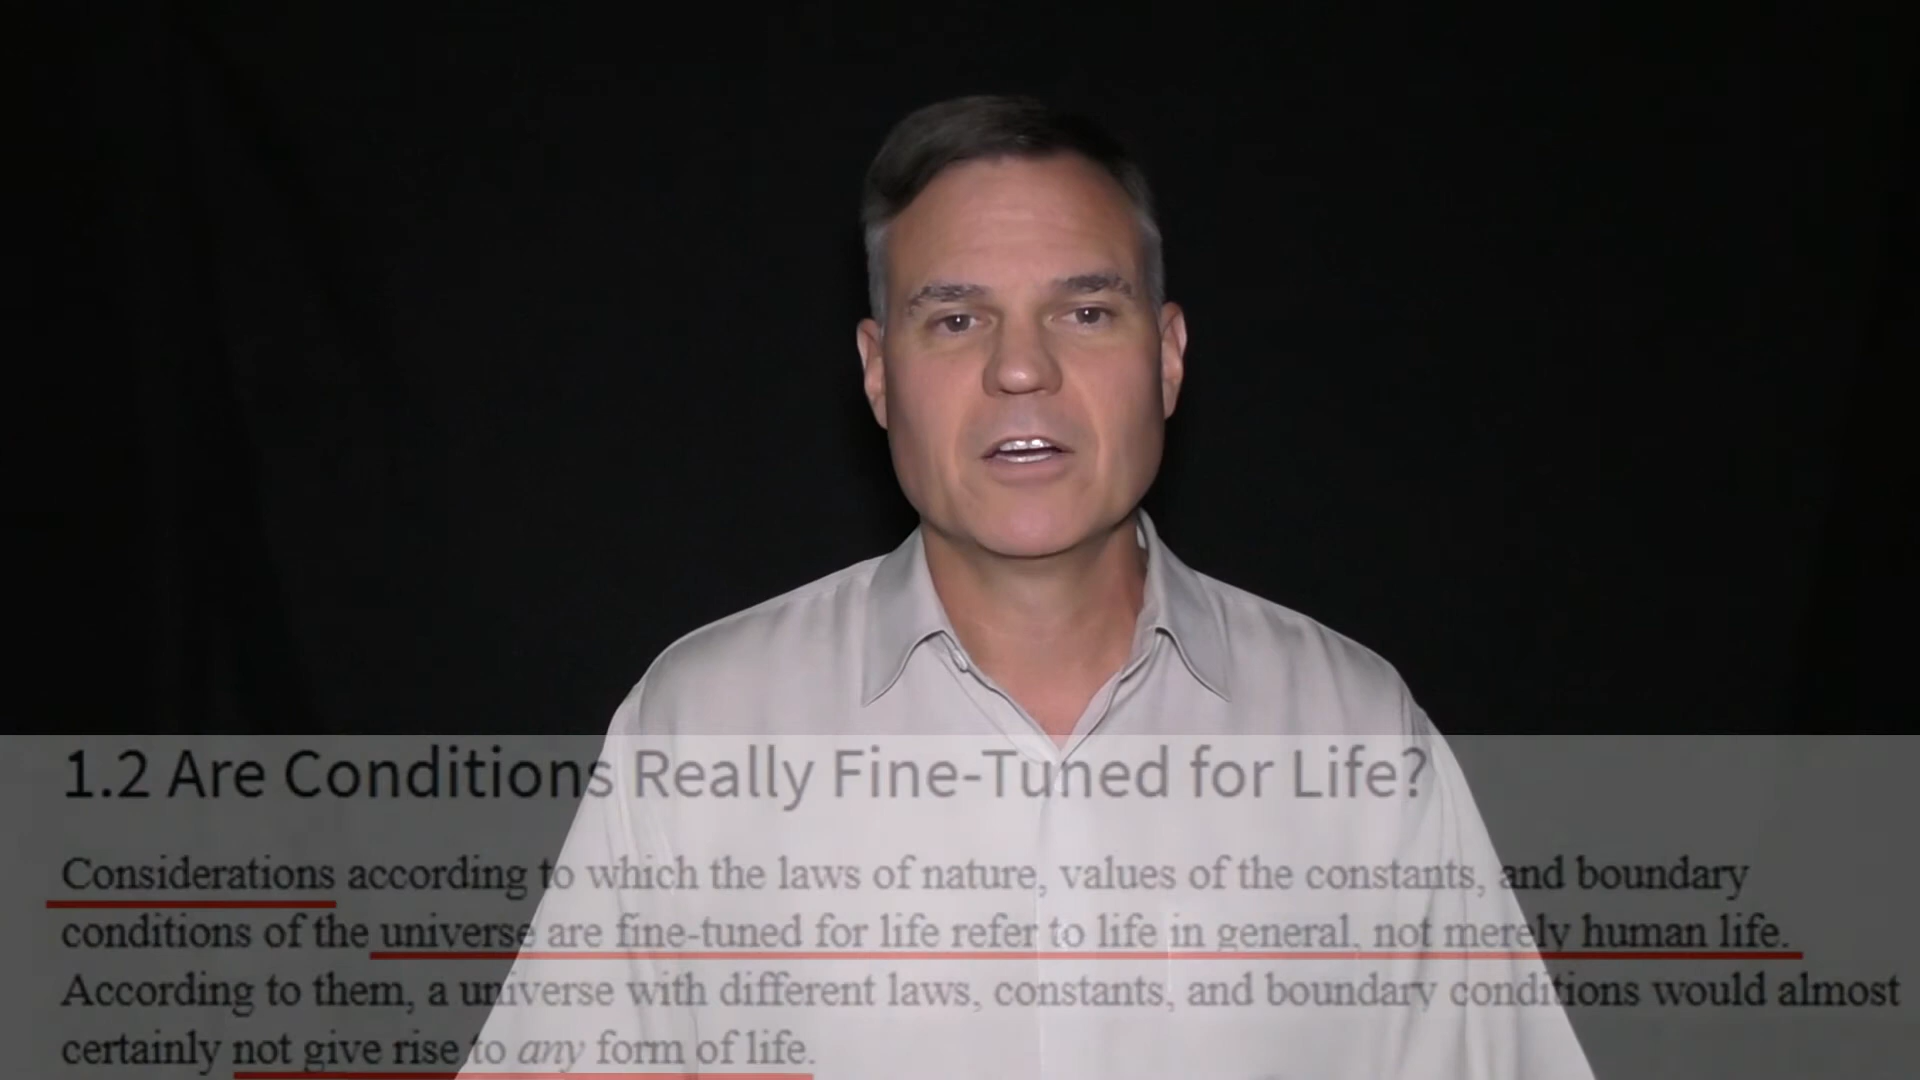 1.2 Are Conditions Really Fine-Tuned for Life?
Considerations according to which the laws of nature, values of the constants, and boundary
conditions of the universe are fine-tuned for life refer to life in general, not merely human life.
According to them, a universe with different laws, constants, and boundary conditions would almost
certainly not give rise to any form of life.